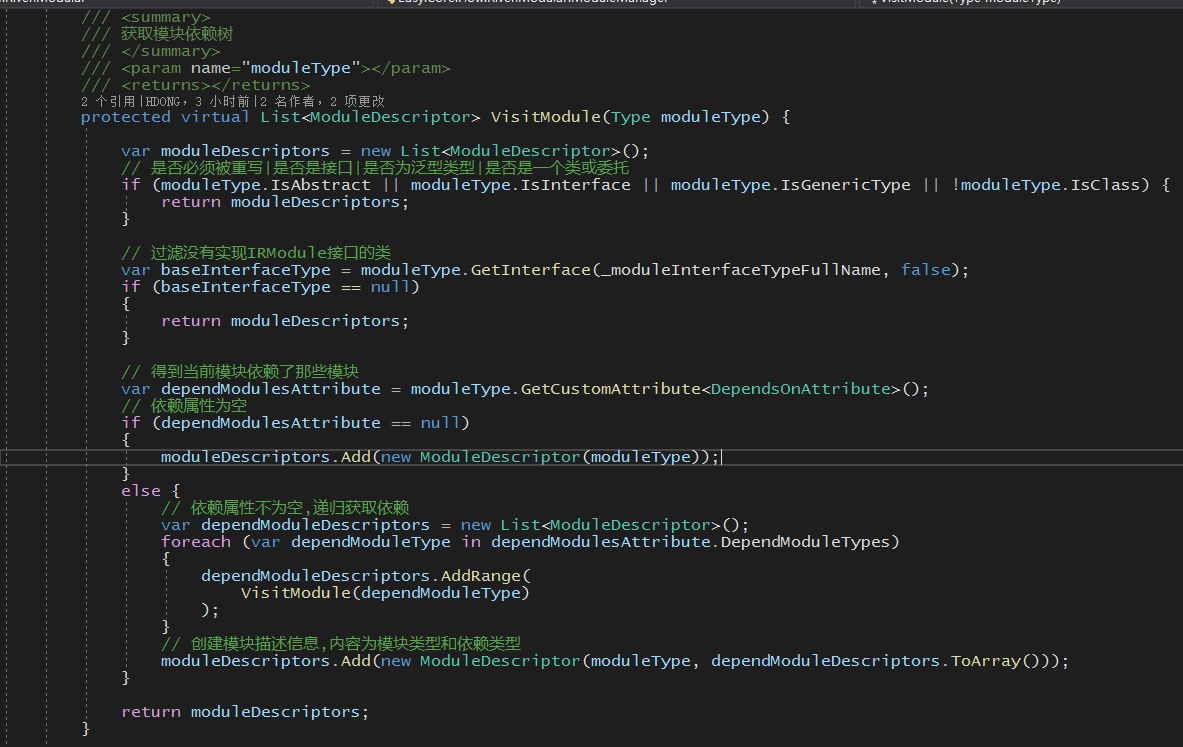 /// <summary>
/// 获取模块依赖树
/// </summary>
/// <param name="moduleType"></param>
/// <returns></returns>
2 个引用|HDONG，3 小时前|2 名作者，2 项更改
protected virtual List<ModuleDescriptor> VisitModule(Type moduleType) {
var moduleDescriptors = new List<ModuleDescriptor>();
// 是否必须被重写|是否是接口|是否为泛型类型|是否是一个类或委托
if (moduleType.IsAbstract || moduleType.IsInterface || moduleType.IsGenericType || !moduleType.IsClass) {
return moduleDescriptors;
}
// 过滤没有实现IRModule接口的类
var baseInterfaceType = moduleType.GetInterface(_moduleInterfaceTypeFullName, false);
if (baseInterfaceType == null)
{
return moduleDescriptors;
}
// 得到当前模块依赖了那些模块
var dependModulesAttribute = moduleType.GetCustomAttribute<DependsOnAttribute>();
// 依赖属性为空
if (dependModulesAttribute == null)
{
moduleDescriptors.Add(new ModuleDescriptor(moduleType));
}
else {
// 依赖属性不为空,递归获取依赖
var dependModuleDescriptors = new List<ModuleDescriptor>();
foreach (var dependModuleType in dependModulesAttribute.DependModuleTypes)
{
dependModuleDescriptors.AddRange(
VisitModule(dependModuleType)
);
}
// 创建模块描述信息,内容为模块类型和依赖类型
moduleDescriptors.Add(new ModuleDescriptor(moduleType, dependModuleDescriptors.ToArray()));
}
return moduleDescriptors;
}